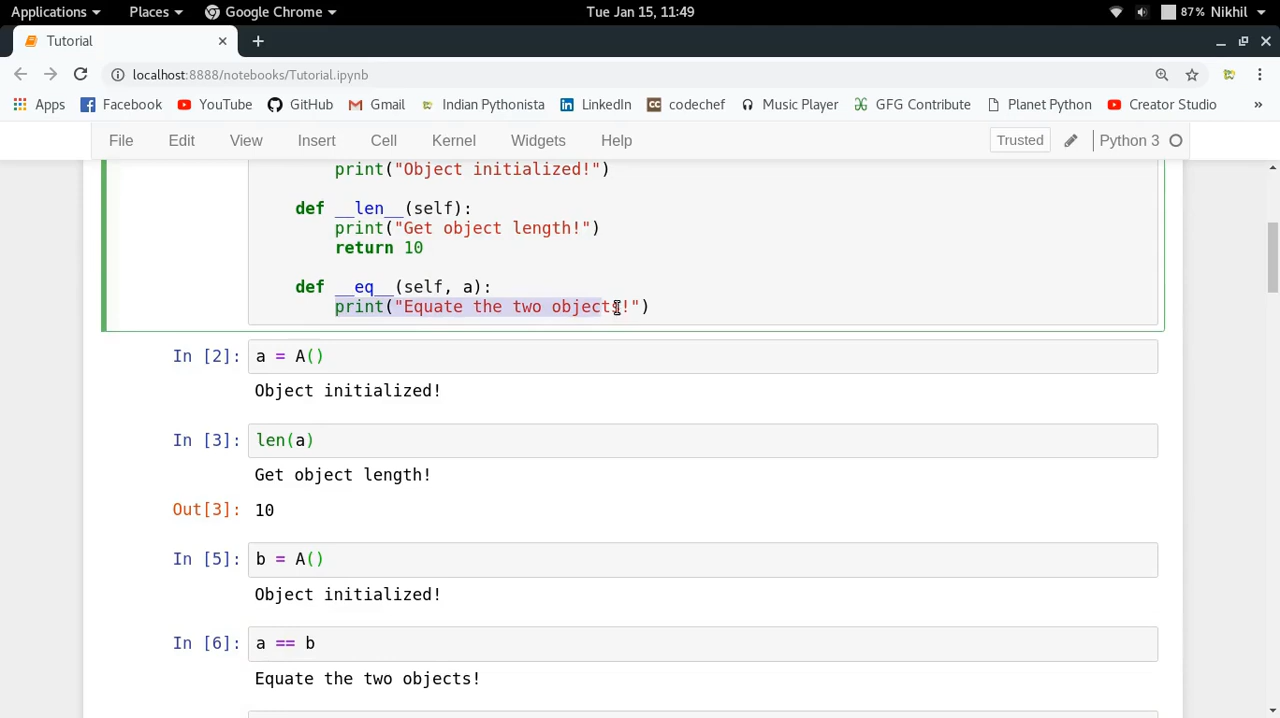 Applications Places Google Chrome Tue Jan 15, 11:49 87% Nikhil
Tutorial
localhost:8888/notebooks/Tutorial.ipynb
Apps Facebook YouTube GitHub Gmail Indian Pythonista LinkedIn codechef Music Player GFG Contribute Planet Python Creator Studio »
File Edit View Insert Cell Kernel Widgets Help Trusted Python 3
print("Object initialized!")
def __len__(self):
print("Get object length!")
return 10
def __eq__(self, a):
print("Equate the two objects!")
In [2]: a = A()
Object initialized!
In [3]: len(a)
Get object length!
Out[3]: 10
In [5]: b = A()
Object initialized!
In [6]: a == b
Equate the two objects!